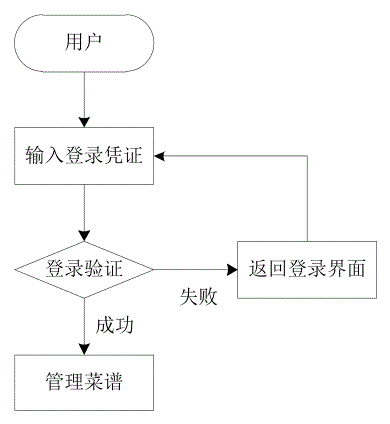 用户
输入登录凭证
登录验证
返回登录界面
失败
成功
管理菜谱